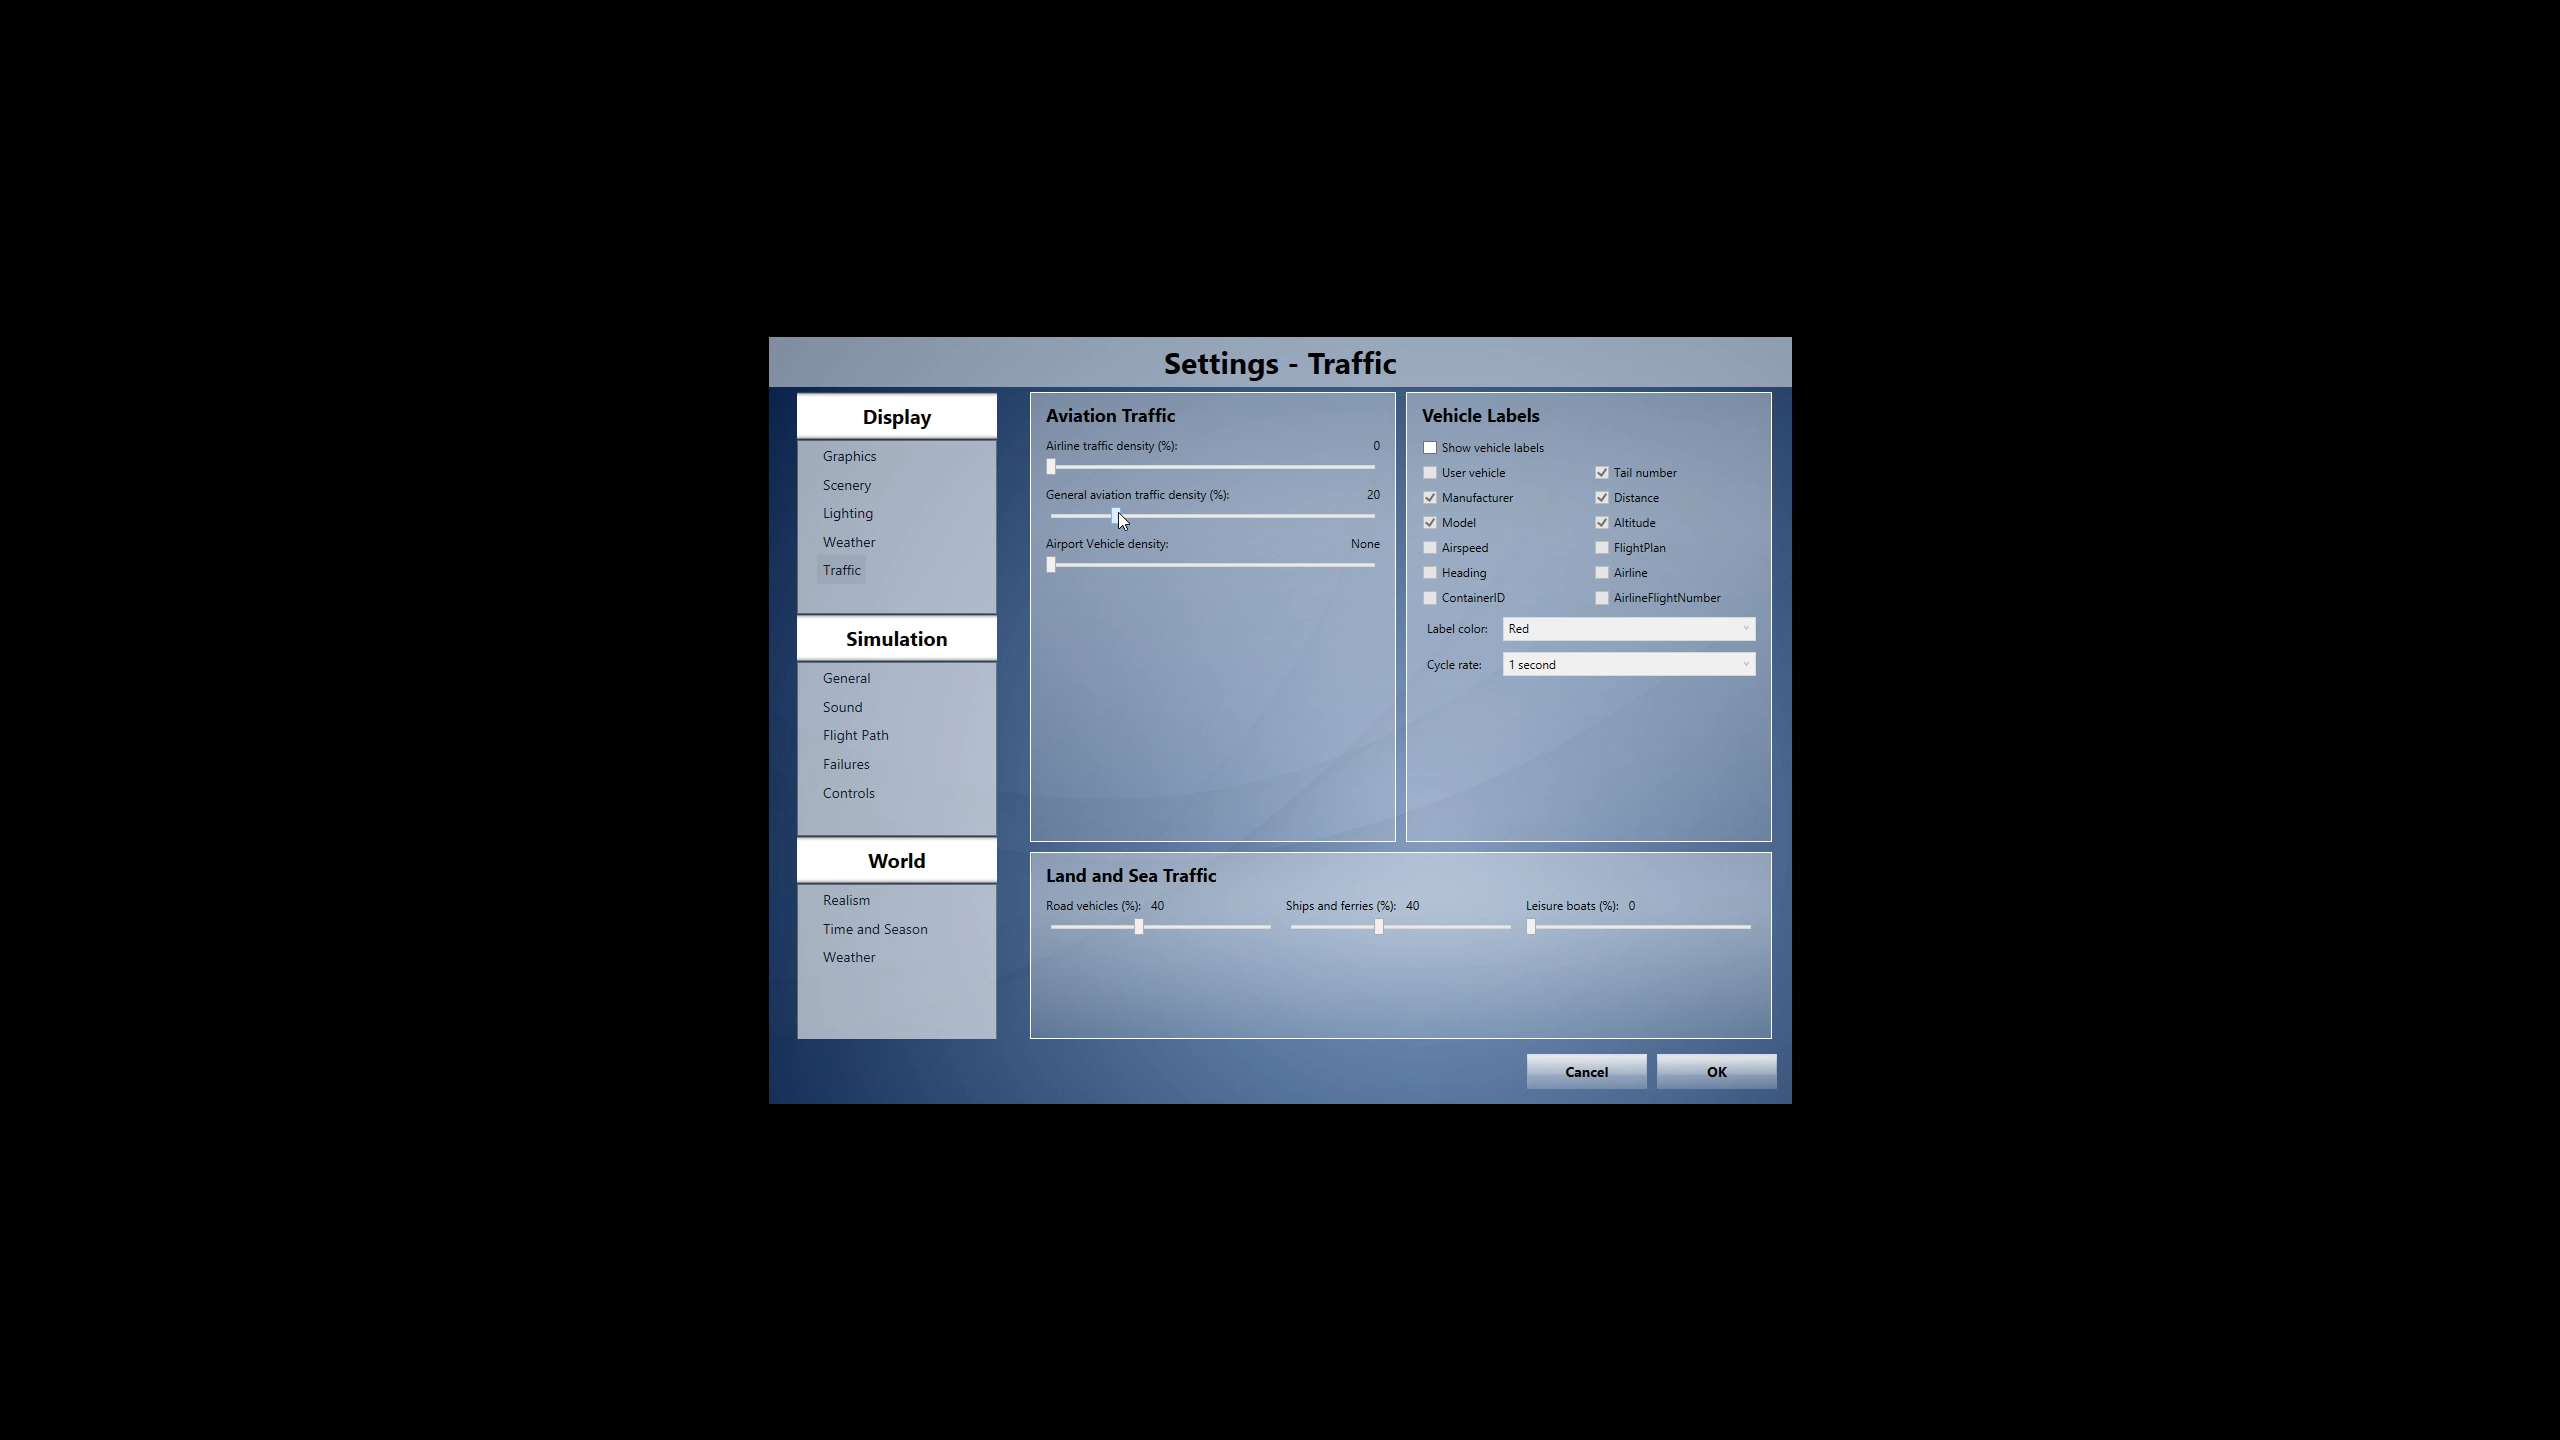 Settings - Traffic
Display
Graphics
Scenery
Lighting
Weather
Traffic
Simulation
General
Sound
Flight Path
Failures
Controls
World
Realism
Time and Season
Weather
Aviation Traffic
Airline traffic density (%): 0
General aviation traffic density (%): 20
Airport Vehicle density: None
Vehicle Labels
Show vehicle labels
User vehicle Tail number
Manufacturer Distance
Model Altitude
Airspeed FlightPlan
Heading Airline
ContainerID AirlineFlightNumber
Label color: Red
Cycle rate: 1 second
Land and Sea Traffic
Road vehicles (%): 40 Ships and ferries (%): 40 Leisure boats (%): 0
Cancel OK